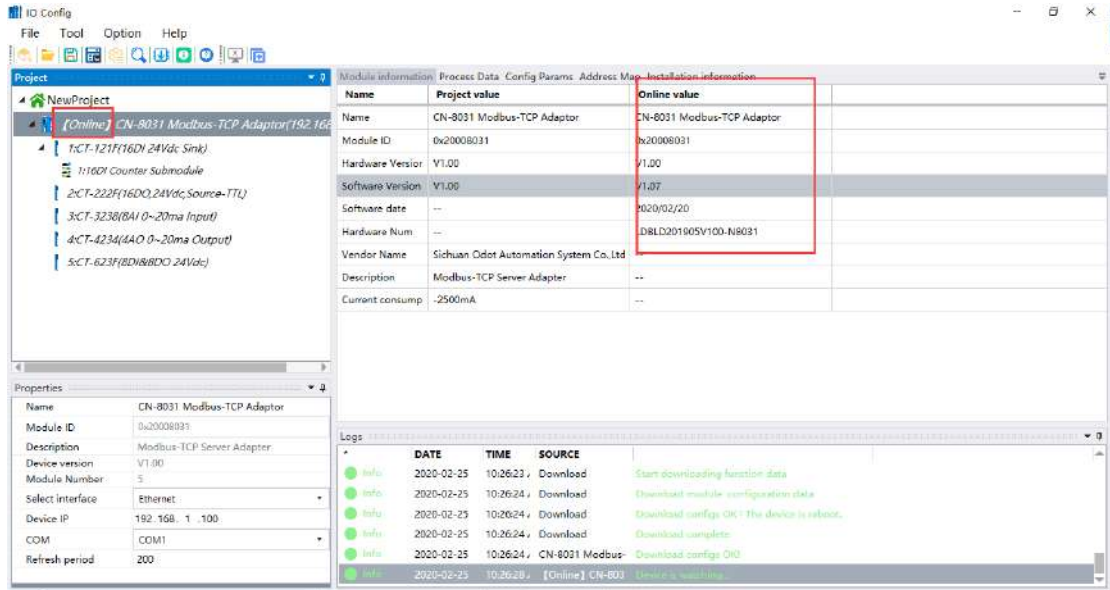 IO Config
File Tool Option Help
Project
NewProject
【Online】CN-8031 Modbus-TCP Adaptor(192.168
1:CT-121F(16DI 24Vdc Sink)
1:16DI Counter Submodule
2:CT-222F(16DO,24Vdc,Source-TTL)
3:CT-3238(8AI 0~20ma Input)
4:CT-4234(4AO 0~20ma Output)
5:CT-623F(8DI&8DO 24Vdc)
Properties
Name CN-8031 Modbus-TCP Adaptor
Module ID 0x20008031
Description Modbus-TCP Server Adapter
Device version V1.00
Module Number 5
Select interface Ethernet
Device IP 192.168. 1 .100
COM COM1
Refresh period 200
Module information Process Data Config Params Address Map Installation information
Name Project value Online value
Name CN-8031 Modbus-TCP Adaptor CN-8031 Modbus-TCP Adaptor
Module ID 0x20008031 0x20008031
Hardware Version V1.00 V1.00
Software Version V1.00 V1.07
Software date -- 2020/02/20
Hardware Num -- DBLD201905V100-N8031
Vendor Name Sichuan Odot Automation System Co.,Ltd --
Description Modbus-TCP Server Adapter --
Current consump -2500mA --
Logs
DATE TIME SOURCE
Info 2020-02-25 10:26:23 Download Start downloading function data
Info 2020-02-25 10:26:24 Download Download module configuration data
Info 2020-02-25 10:26:24 Download Download configs OK! The device is reboot.
Info 2020-02-25 10:26:24 Download Download complete
Info 2020-02-25 10:26:24 CN-8031 Modbus- Download configs OK!
Info 2020-02-25 10:26:28 【Online】CN-803 Device is watching...